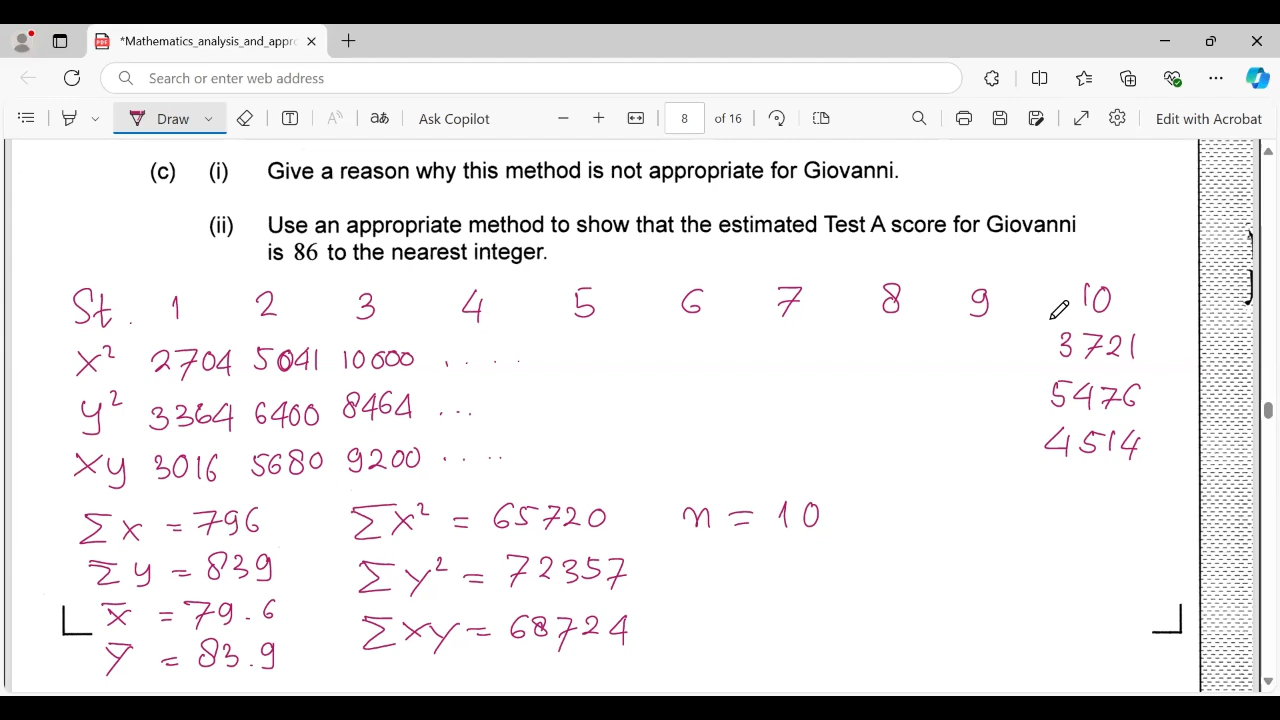 *Mathematics_analysis_and_appro
Search or enter web address
Draw
Ask Copilot
8 of 16
Edit with Acrobat
(c) (i) Give a reason why this method is not appropriate for Giovanni.
(ii) Use an appropriate method to show that the estimated Test A score for Giovanni
is 86 to the nearest integer.
St. 1 2 3 4 5 6 7 8 9 10
x² 2704 5041 10000 ..... 3721
y² 3364 6400 8464 ... 5476
xy 3016 5680 9200 ..... 4514
Σx = 796 Σx² = 65720 n = 10
Σy = 839 Σy² = 72357
x̄ = 79.6 Σxy = 68724
ȳ = 83.9